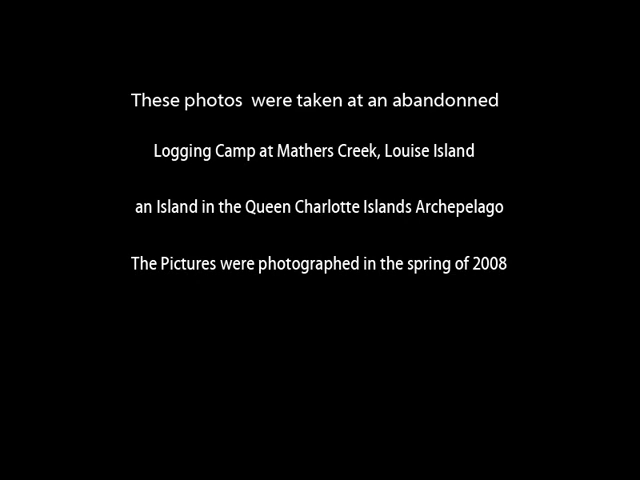 These photos  were taken at an abandonned
Logging Camp at Mathers Creek, Louise Island
an Island in the Queen Charlotte Islands Archepelago
The Pictures were photographed in the spring of 2008